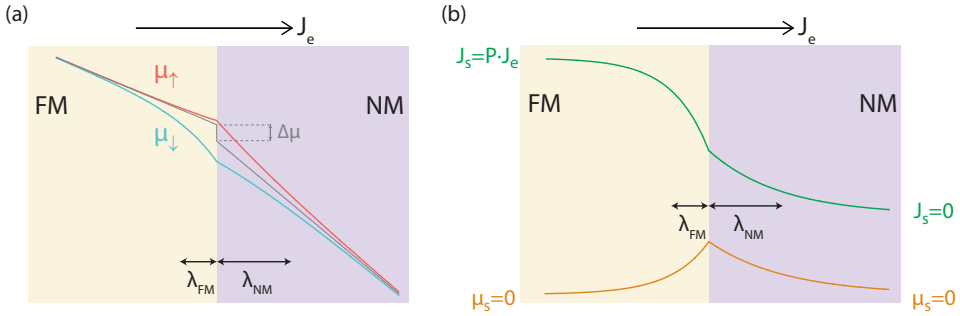 (a)
J_e
FM
μ↑
μ↓
Δμ
NM
λ_FM
λ_NM
(b)
J_e
J_s=P·J_e
FM
NM
λ_FM
λ_NM
J_s=0
μ_s=0
μ_s=0